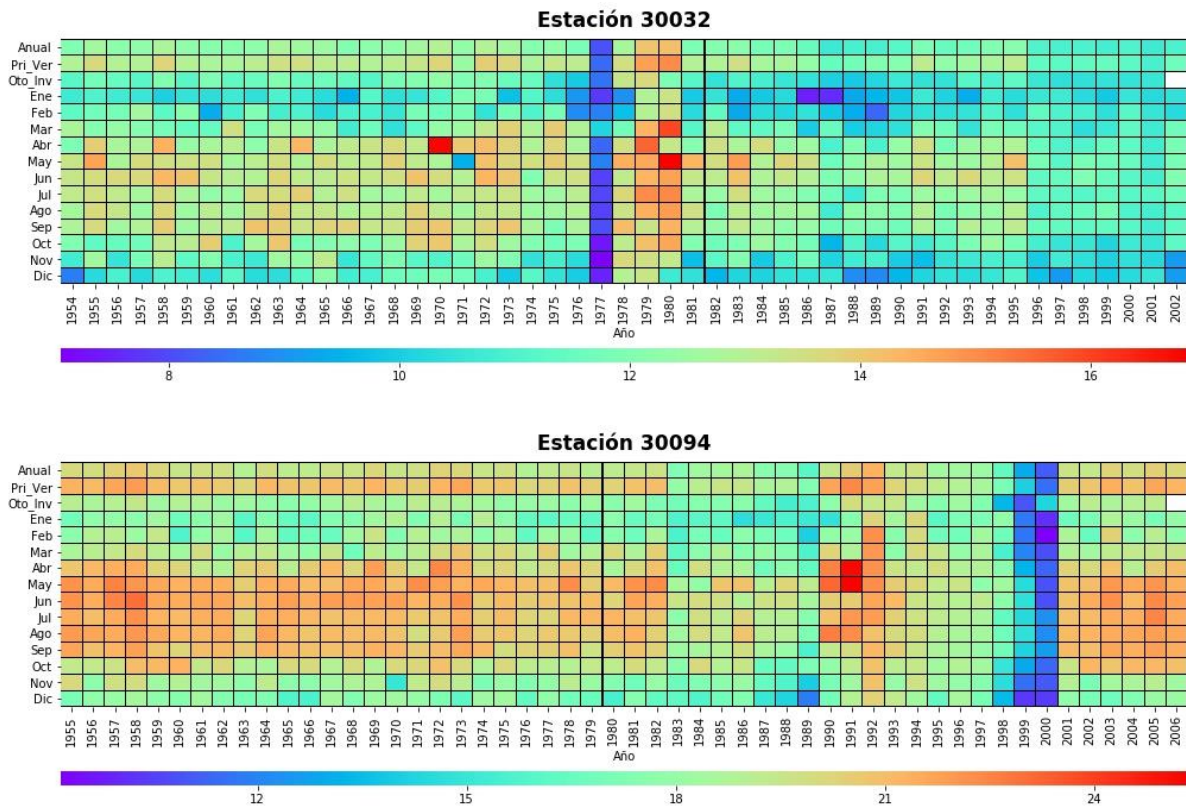 Estación 30032
Anual
Pri_Ver
Oto_Inv
Ene
Feb
Mar
Abr
May
Jun
Jul
Ago
Sep
Oct
Nov
Dic
1954 1955 1956 1957 1958 1959 1960 1961 1962 1963 1964 1965 1966 1967 1968 1969 1970 1971 1972 1973 1974 1975 1976 1977 1978 1979 1980 1981 1982 1983 1984 1985 1986 1987 1988 1989 1990 1991 1992 1993 1994 1995 1996 1997 1998 1999 2000 2001 2002
Año
8 10 12 14 16
Estación 30094
Anual
Pri_Ver
Oto_Inv
Ene
Feb
Mar
Abr
May
Jun
Jul
Ago
Sep
Oct
Nov
Dic
1955 1956 1957 1958 1959 1960 1961 1962 1963 1964 1965 1966 1967 1968 1969 1970 1971 1972 1973 1974 1975 1976 1977 1978 1979 1980 1981 1982 1983 1984 1985 1986 1987 1988 1989 1990 1991 1992 1993 1994 1995 1996 1997 1998 1999 2000 2001 2002 2003 2004 2005 2006
Año
12 15 18 21 24